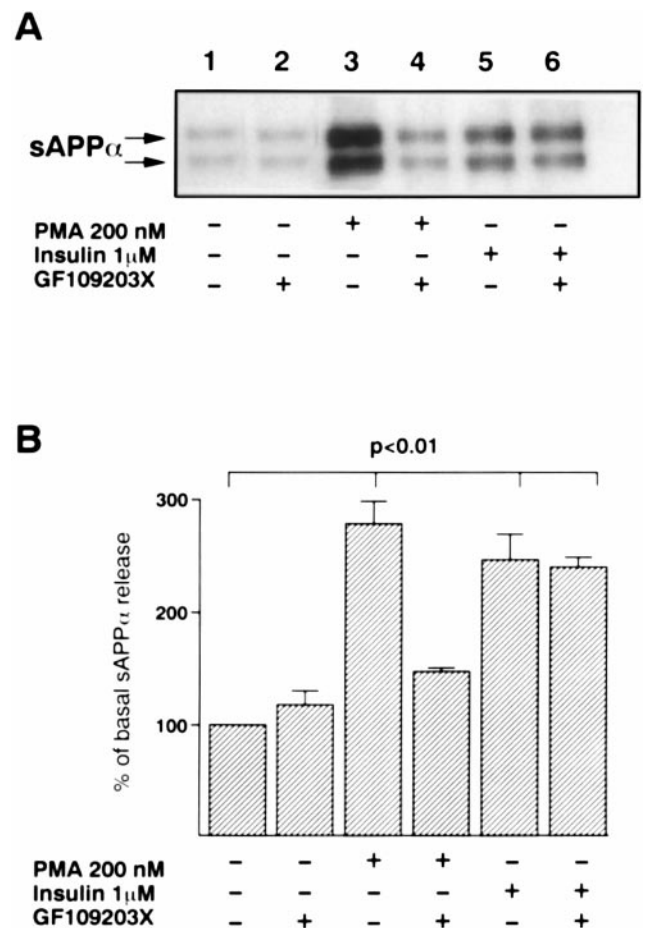 A
1 2 3 4 5 6
sAPPα
PMA 200 nM − − + + − −
Insulin 1μM − − − − + +
GF109203X − + − + − +
B
p<0.01
% of basal sAPPα release
300
200
100
PMA 200 nM − − + + − −
Insulin 1μM − − − − + +
GF109203X − + − + − +